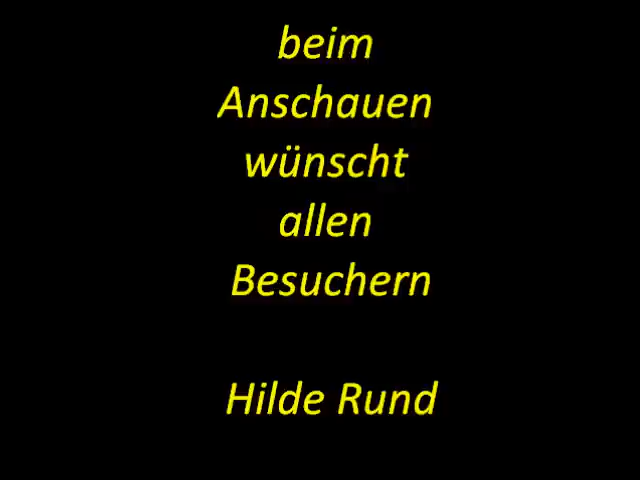 beim
Anschauen
wünscht
allen
Besuchern
Hilde Rund